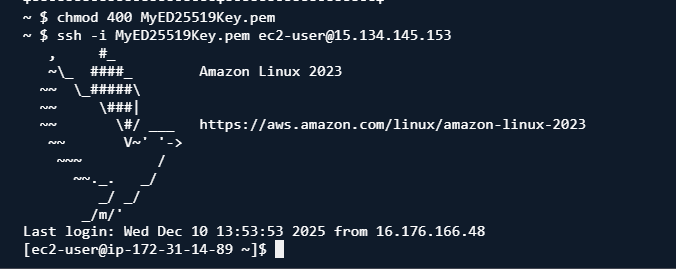 ~ $ chmod 400 MyED25519Key.pem
~ $ ssh -i MyED25519Key.pem ec2-user@15.134.145.153
   ,     #_
   ~\_  ####_        Amazon Linux 2023
  ~~  \_#####\
  ~~     \###|
  ~~       \#/ ___   https://aws.amazon.com/linux/amazon-linux-2023
   ~~       V~' '->
    ~~~         /
      ~~._.   _/
         _/ _/
       _/m/'
Last login: Wed Dec 10 13:53:53 2025 from 16.176.166.48
[ec2-user@ip-172-31-14-89 ~]$